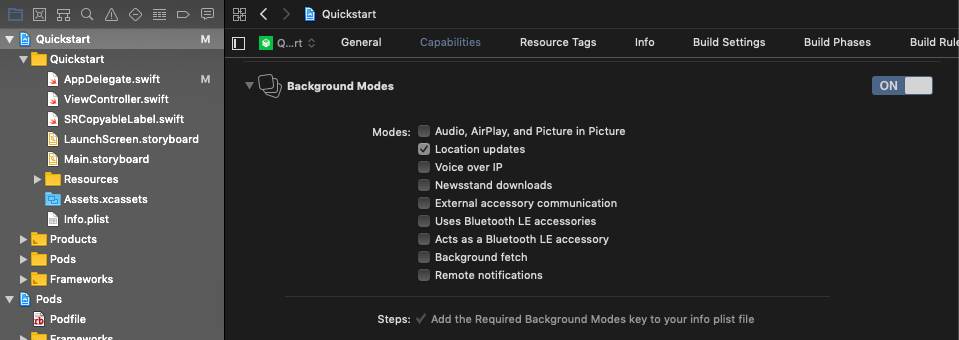 Quickstart
Quickstart M
Quickstart
AppDelegate.swift M
ViewController.swift
SRCopyableLabel.swift
LaunchScreen.storyboard
Main.storyboard
Resources
Assets.xcassets
Info.plist
Products
Pods
Frameworks
Pods
Podfile
Frameworks
Q...rt General Capabilities Resource Tags Info Build Settings Build Phases Build Rule
Background Modes ON
Modes: Audio, AirPlay, and Picture in Picture
Location updates
Voice over IP
Newsstand downloads
External accessory communication
Uses Bluetooth LE accessories
Acts as a Bluetooth LE accessory
Background fetch
Remote notifications
Steps: Add the Required Background Modes key to your info plist file